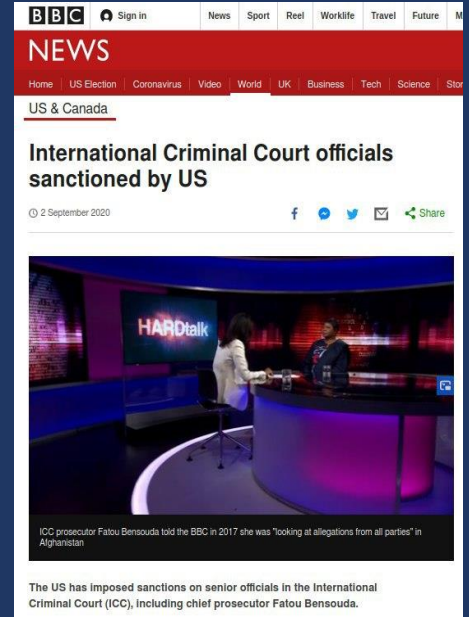 BBC Sign in News Sport Reel Worklife Travel Future
NEWS
Home US Election Coronavirus Video World UK Business Tech Science
US & Canada
International Criminal Court officials
sanctioned by US
2 September 2020 Share
HARDtalk
ICC prosecutor Fatou Bensouda told the BBC in 2017 she was "looking at allegations from all parties" in
Afghanistan
The US has imposed sanctions on senior officials in the International
Criminal Court (ICC), including chief prosecutor Fatou Bensouda.